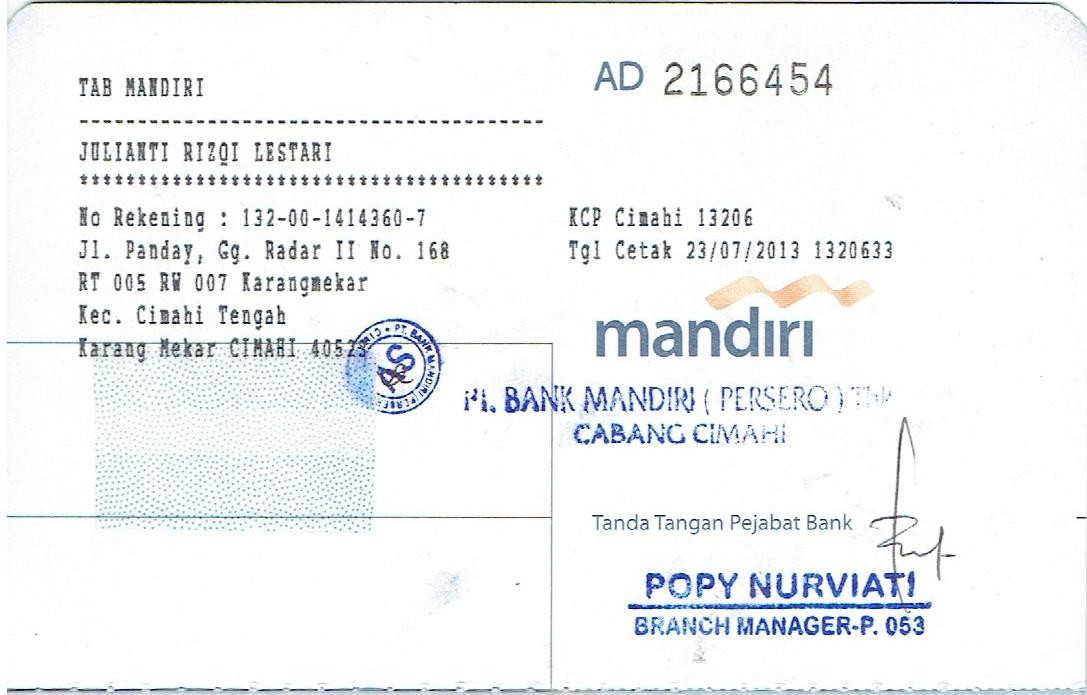 TAB MANDIRI
----------------------------------------
JULIANTI RIZQI LESTARI
****************************************
No Rekening : 132-00-1414360-7
Jl. Panday, Gg. Radar II No. 168
RT 005 RW 007 Karangmekar
Kec. Cimahi Tengah
Karang Mekar CIMAHI 40523
AD 2166454
KCP Cimahi 13206
Tgl Cetak 23/07/2013 1320633
mandiri
PT. BANK MANDIRI ( PERSERO ) Tbk
CABANG CIMAHI
Tanda Tangan Pejabat Bank
POPY NURVIATI
BRANCH MANAGER-P. 053
PT. BANK MANDIRI